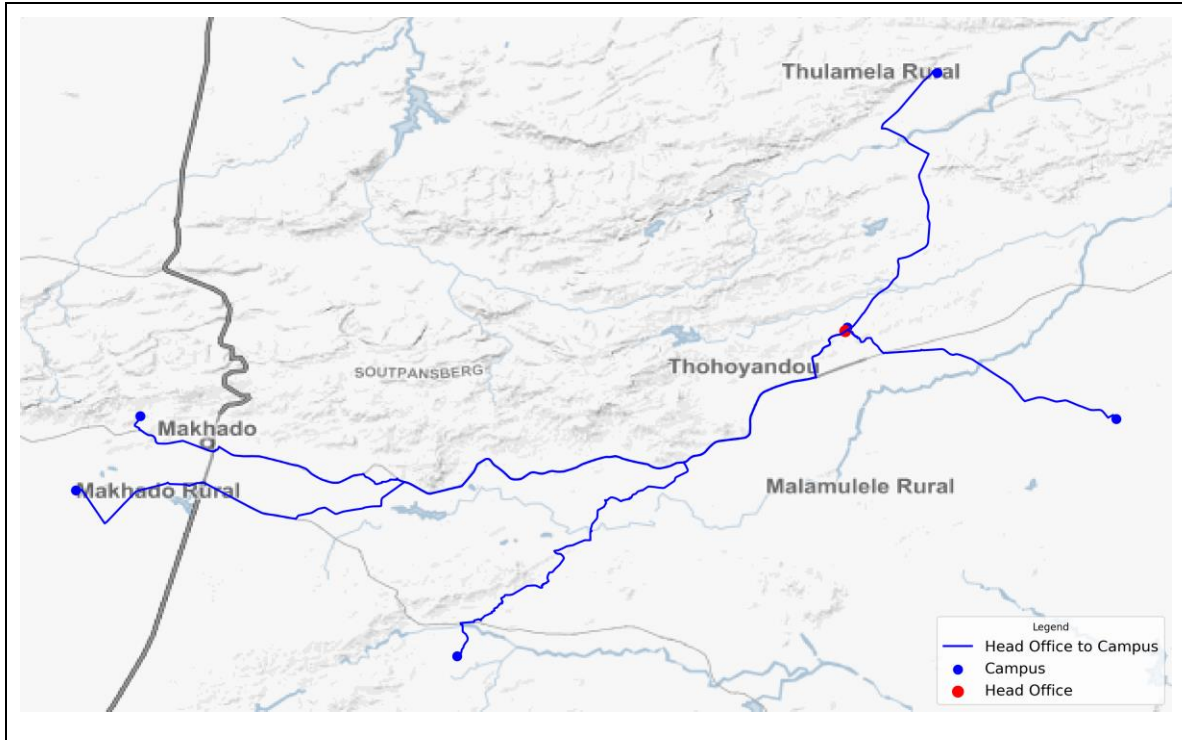 Thulamela Rural
SOUTPANSBERG
Thohoyandou
Makhado
Makhado Rural
Malamulele Rural
Legend
Head Office to Campus
Campus
Head Office